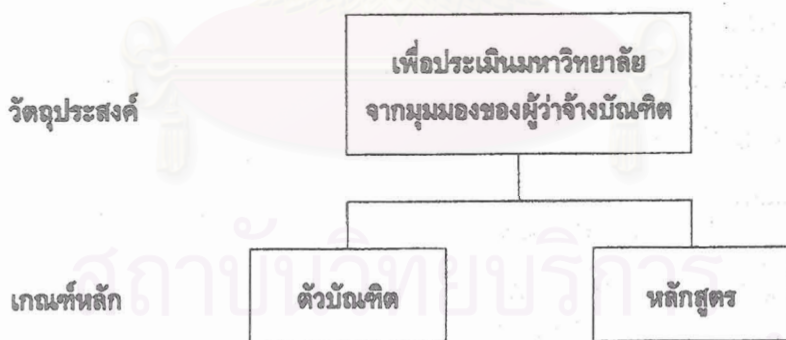 เพื่อประเมินมหาวิทยาลัย
วัตถุประสงค์
จากมุมมองของผู้ว่าจ้างบัณฑิต
สถาบันวิทยบริการ
เกณฑ์หลัก
ตัวบัณฑิต
หลักสูตร